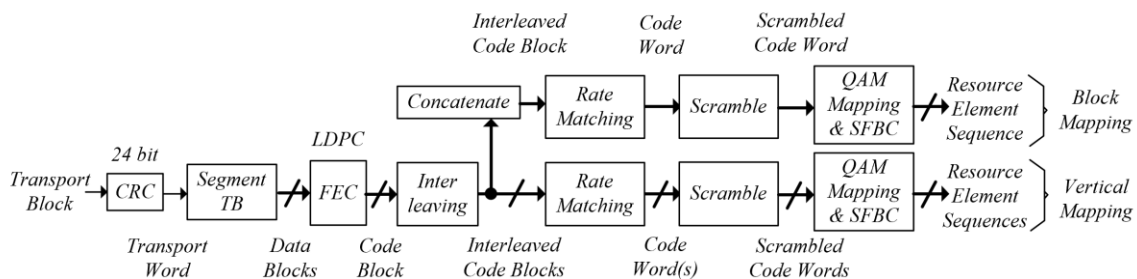 Interleaved
Code Block
Code
Word
Scrambled
Code Word
Concatenate
Rate
Matching
Scramble
QAM
Mapping
& SFBC
Resource
Element
Sequence
Block
Mapping
LDPC
24 bit
Transport
Block
CRC
Segment
TB
FEC
Inter
leaving
Rate
Matching
Scramble
QAM
Mapping
& SFBC
Resource
Element
Sequences
Vertical
Mapping
Transport
Word
Data
Blocks
Code
Block
Interleaved
Code Blocks
Code
Word(s)
Scrambled
Code Words